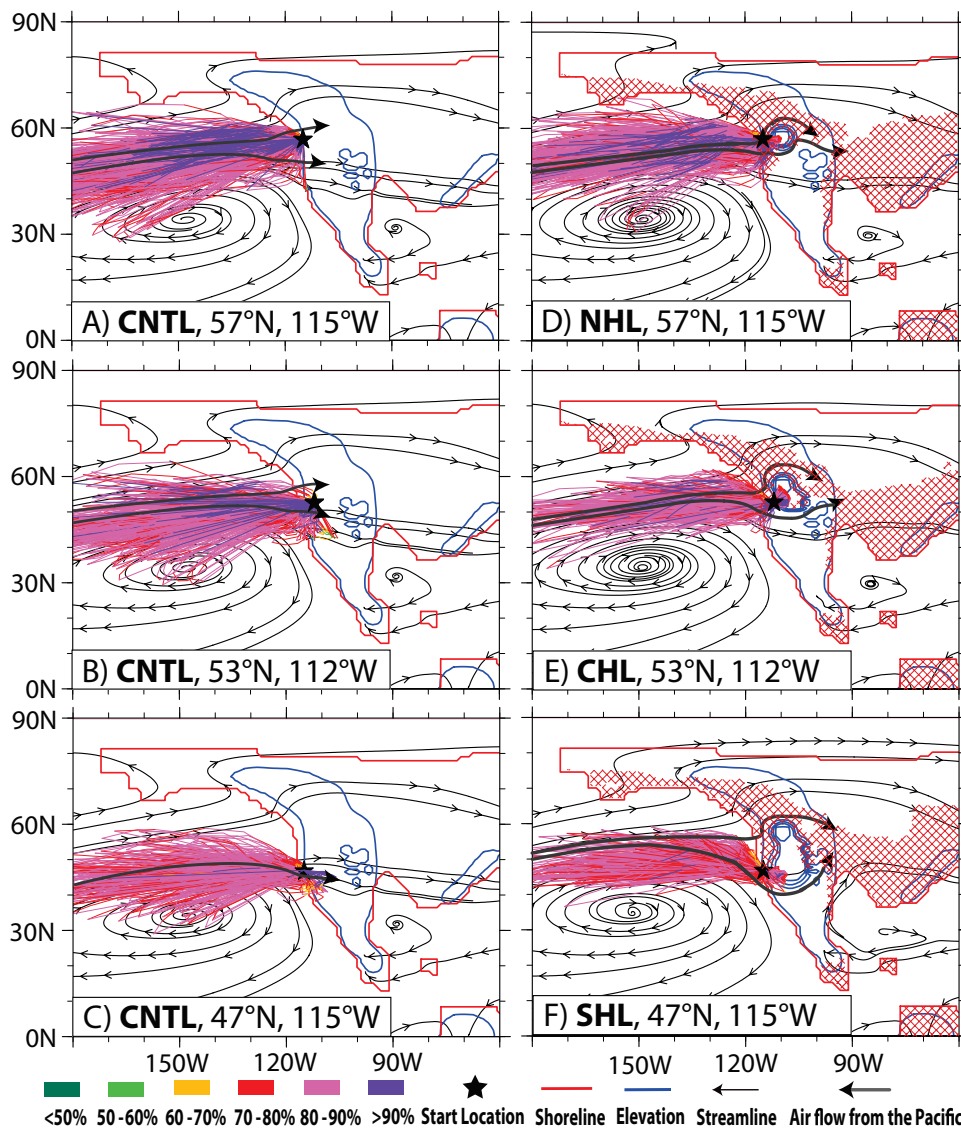 90N
60N
30N
0N
A) CNTL, 57°N, 115°W
D) NHL, 57°N, 115°W
90N
60N
30N
0N
B) CNTL, 53°N, 112°W
E) CHL, 53°N, 112°W
90N
60N
30N
0N
C) CNTL, 47°N, 115°W
F) SHL, 47°N, 115°W
150W 120W 90W 150W 120W 90W
<50% 50 -60% 60 -70% 70 -80% 80 -90% >90% Start Location Shoreline Elevation Streamline Air flow from the Pacific